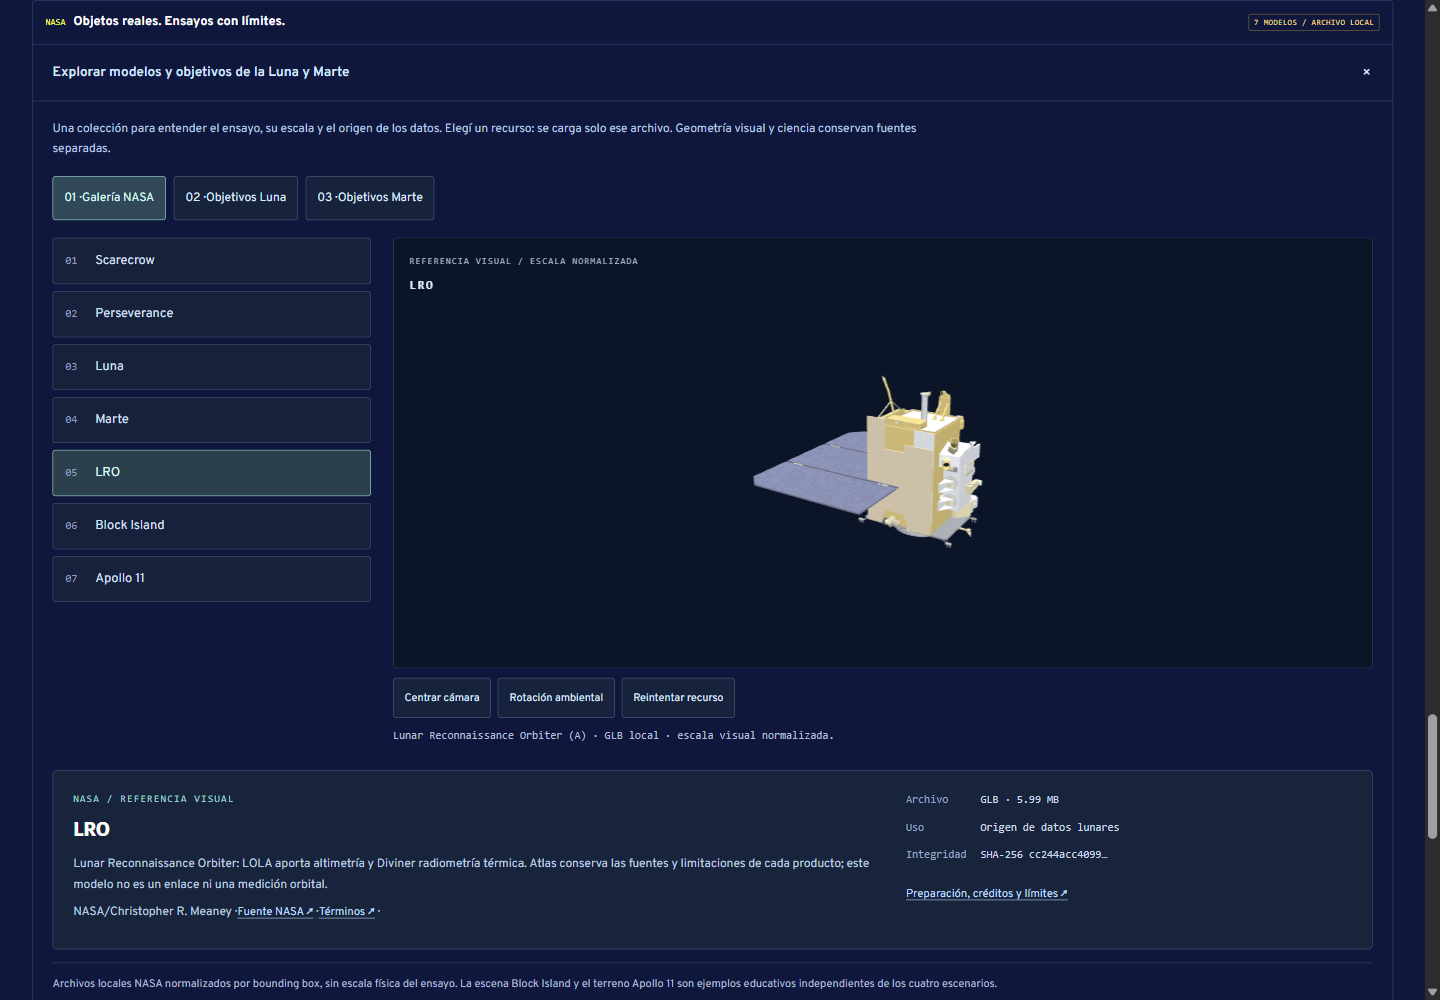 NASA Objetos reales. Ensayos con límites.
7 MODELOS / ARCHIVO LOCAL
Explorar modelos y objetivos de la Luna y Marte
×
Una colección para entender el ensayo, su escala y el origen de los datos. Elegí un recurso: se carga solo ese archivo. Geometría visual y ciencia conservan fuentes
separadas.
01 ·Galería NASA
02 ·Objetivos Luna
03 ·Objetivos Marte
01 Scarecrow
02 Perseverance
03 Luna
04 Marte
05 LRO
06 Block Island
07 Apollo 11
REFERENCIA VISUAL / ESCALA NORMALIZADA
LRO
Centrar cámara
Rotación ambiental
Reintentar recurso
Lunar Reconnaissance Orbiter (A) · GLB local · escala visual normalizada.
NASA / REFERENCIA VISUAL
LRO
Lunar Reconnaissance Orbiter: LOLA aporta altimetría y Diviner radiometría térmica. Atlas conserva las fuentes y limitaciones de cada producto; este
modelo no es un enlace ni una medición orbital.
NASA/Christopher R. Meaney ·Fuente NASA↗ ·Términos↗ ·
Archivo GLB · 5.99 MB
Uso Origen de datos lunares
Integridad SHA-256 cc244acc4099…
Preparación, créditos y límites↗
Archivos locales NASA normalizados por bounding box, sin escala física del ensayo. La escena Block Island y el terreno Apollo 11 son ejemplos educativos independientes de los cuatro escenarios.